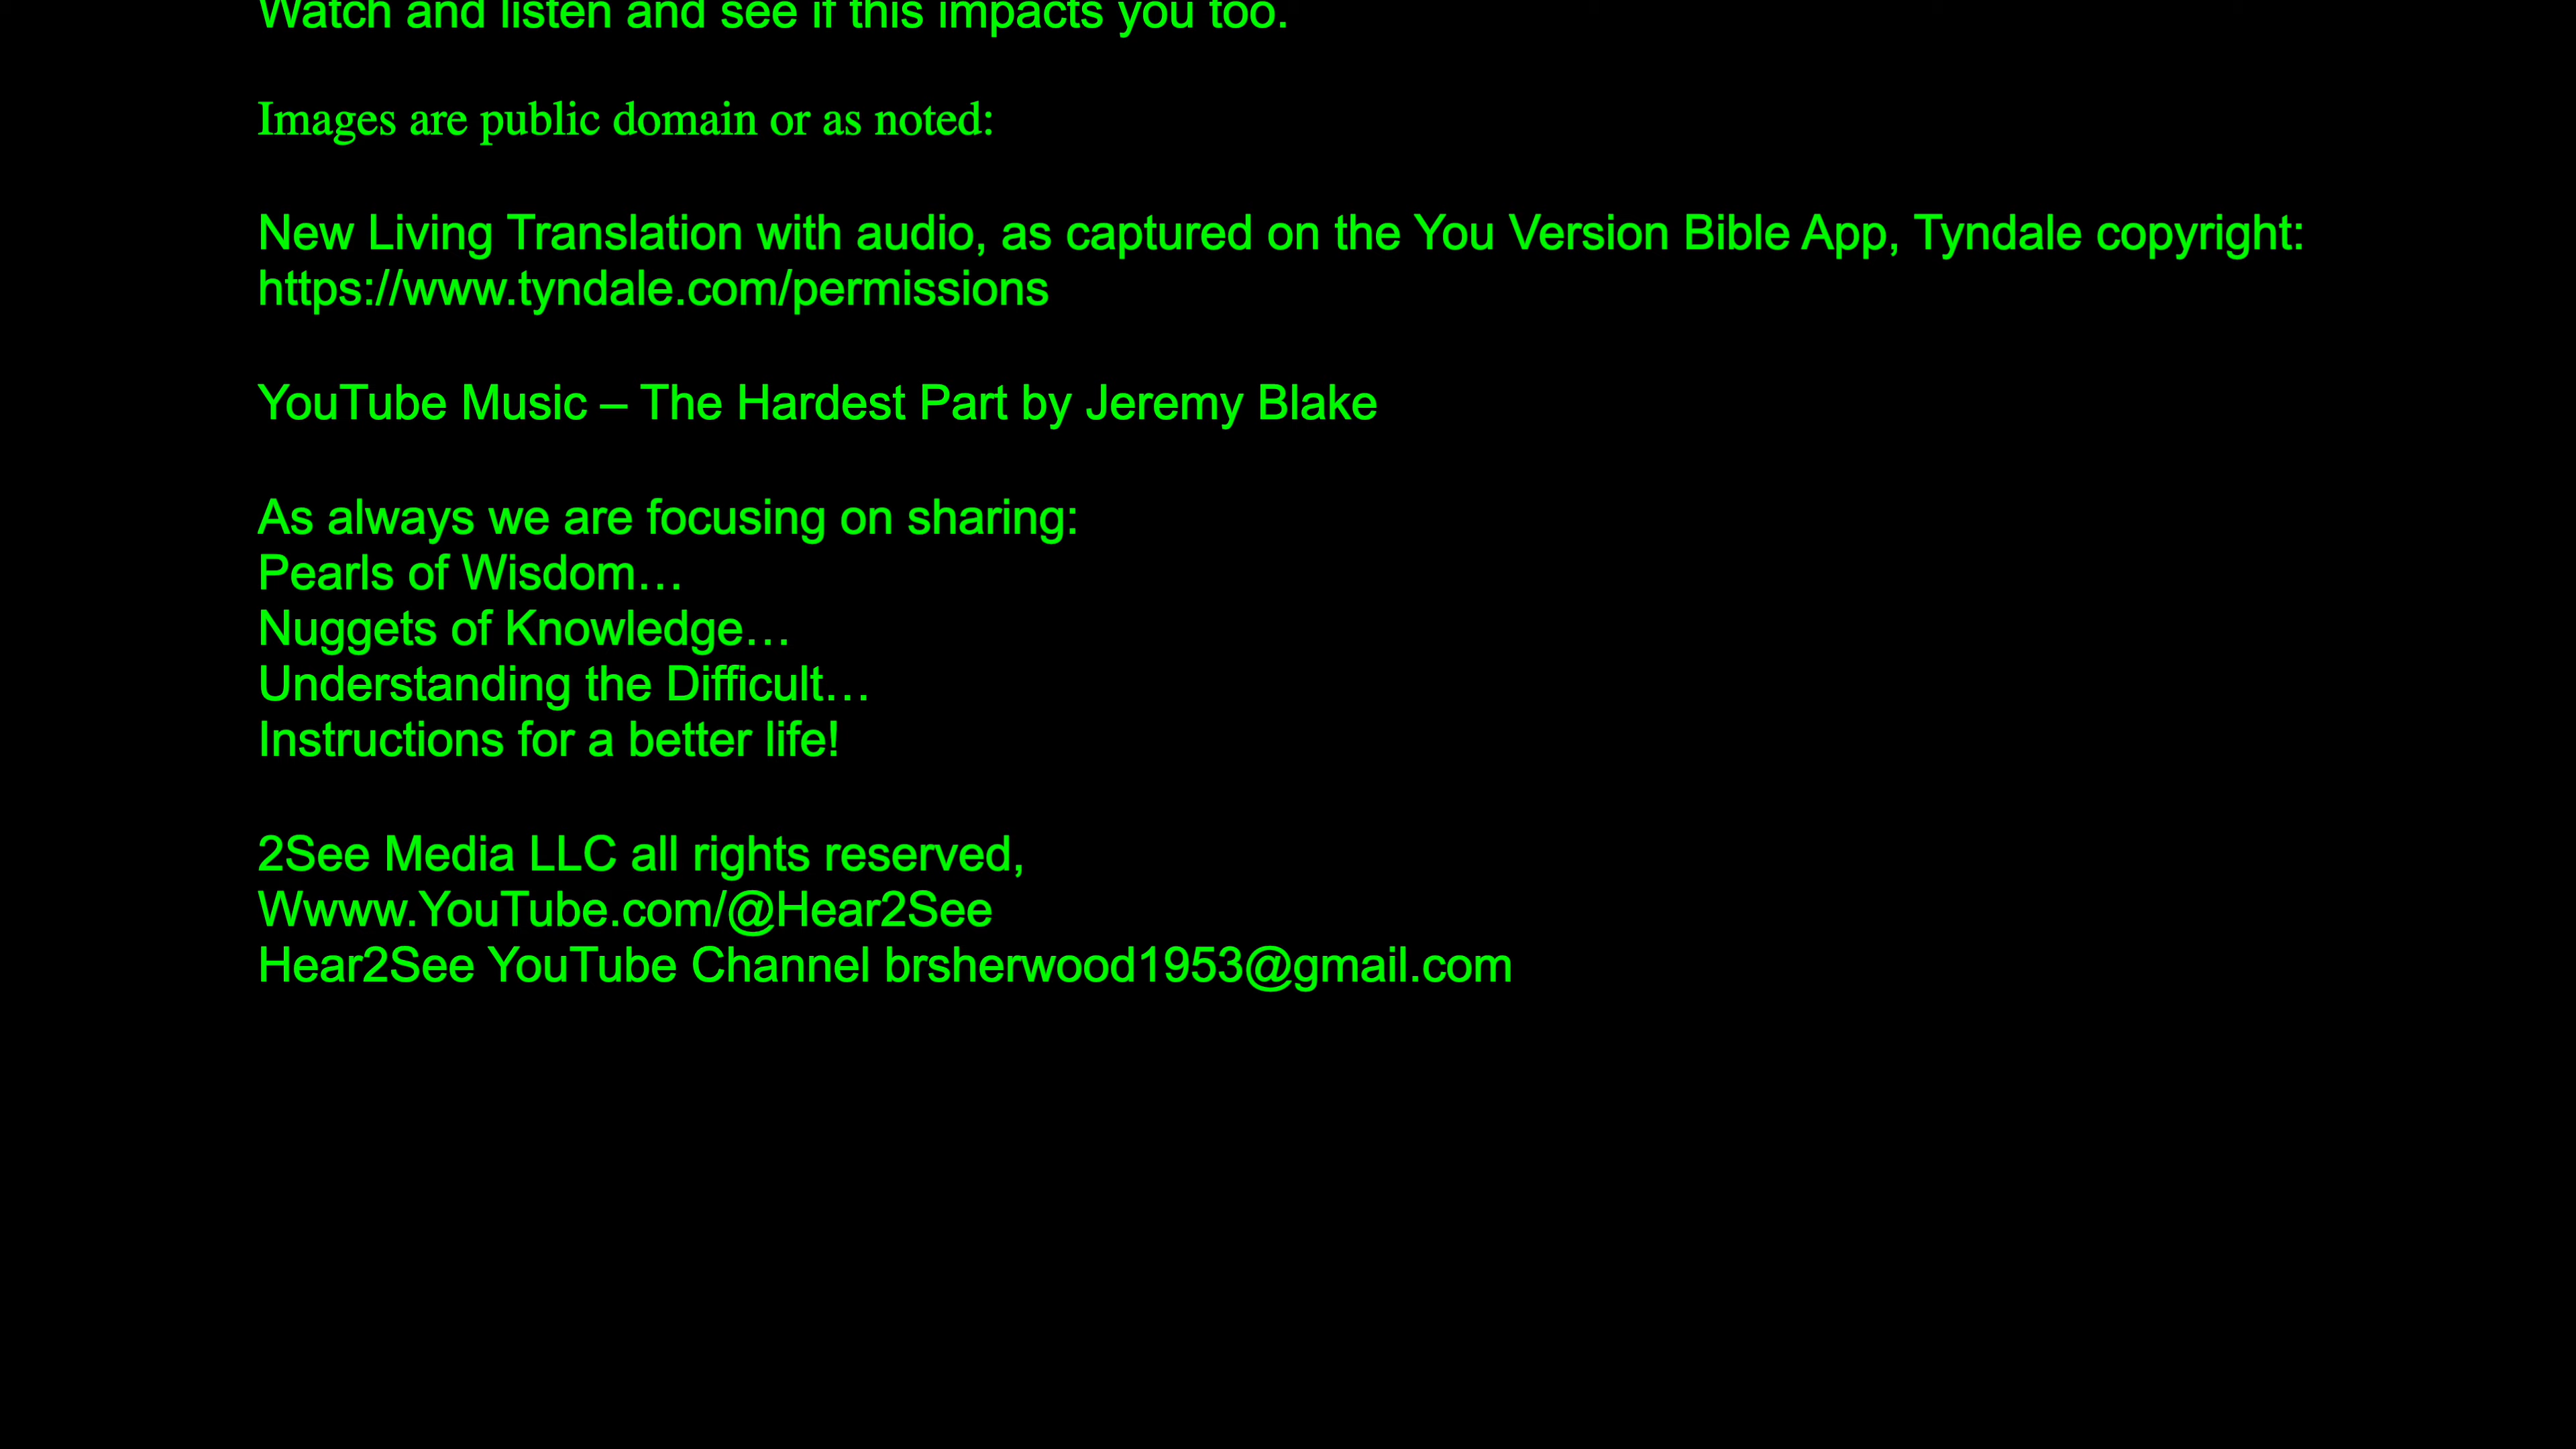 Watch and listen and see if this impacts you too.
Images are public domain or as noted:
New Living Translation with audio, as captured on the You Version Bible App, Tyndale copyright:
https://www.tyndale.com/permissions
YouTube Music – The Hardest Part by Jeremy Blake
As always we are focusing on sharing:
Pearls of Wisdom…
Nuggets of Knowledge…
Understanding the Difficult…
Instructions for a better life!
2See Media LLC all rights reserved,
Wwww.YouTube.com/@Hear2See
Hear2See YouTube Channel brsherwood1953@gmail.com